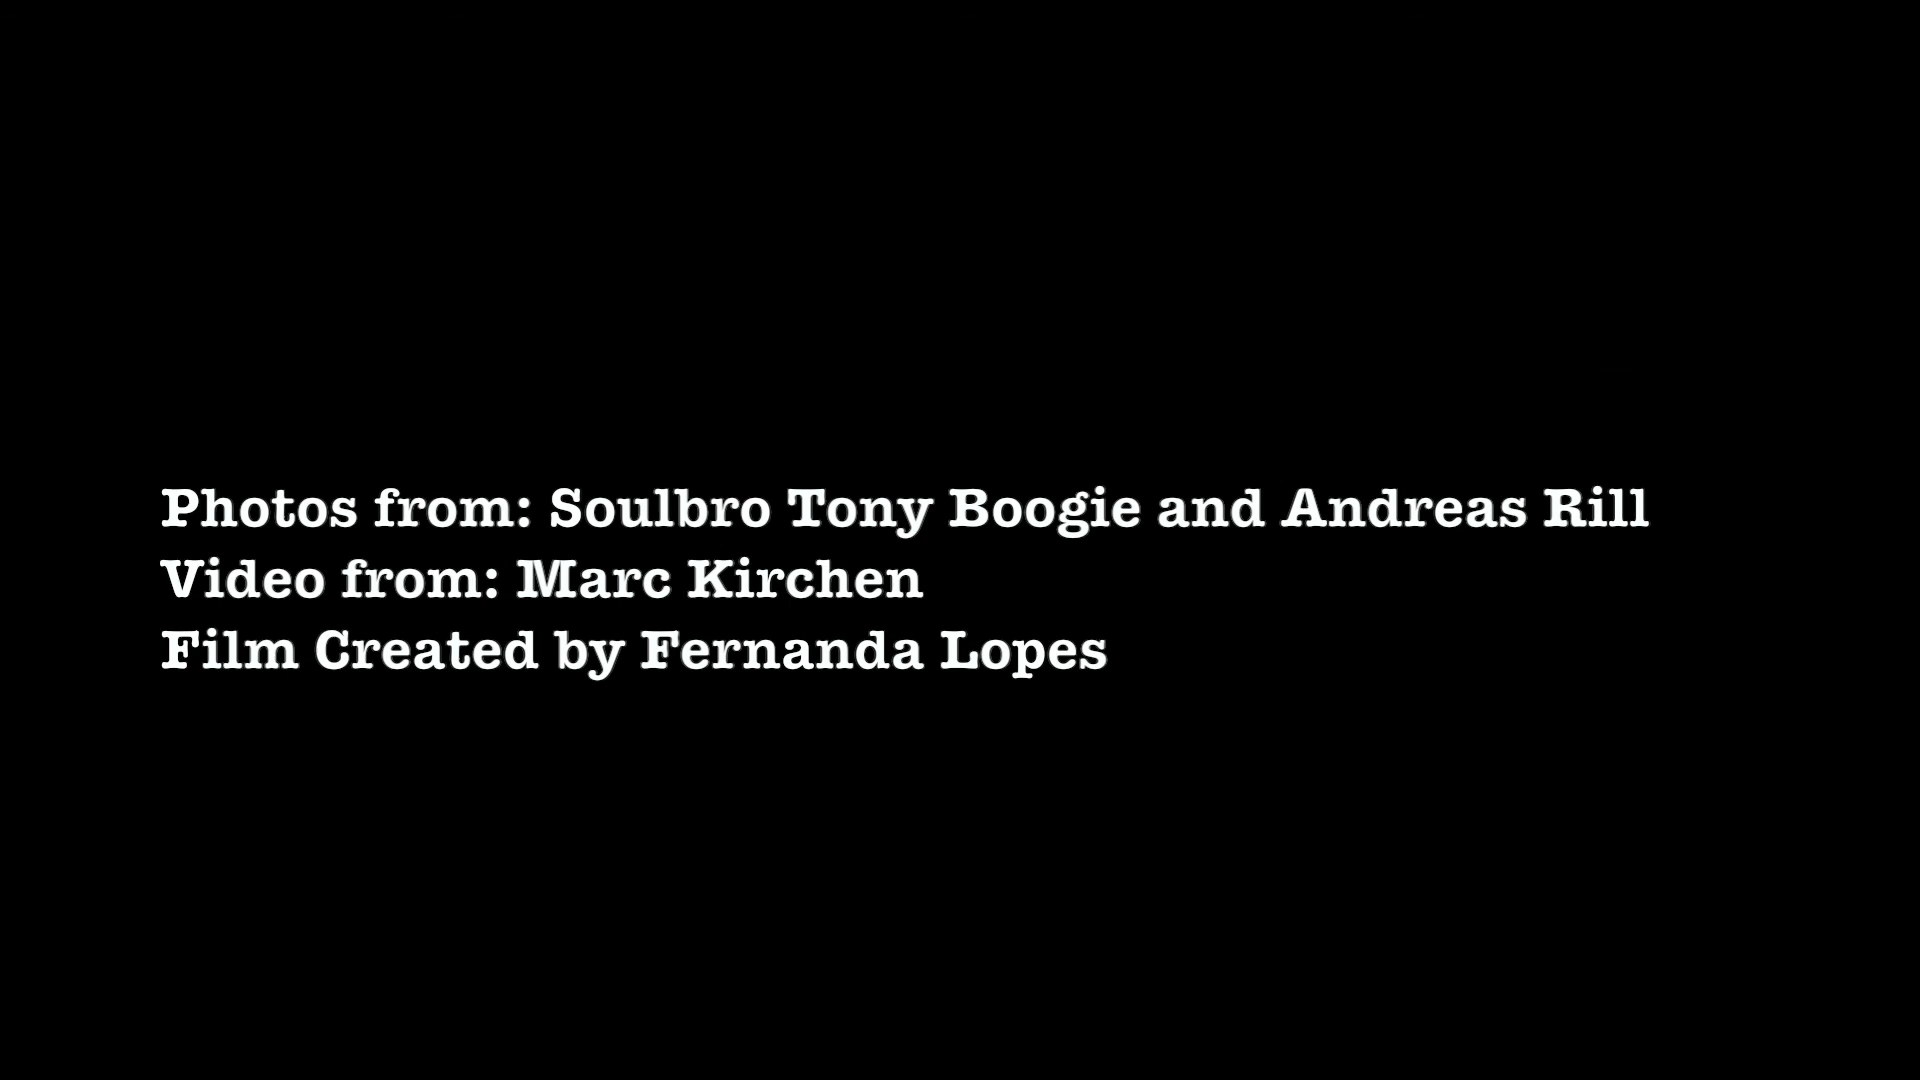 Photos from: Soulbro Tony Boogie and Andreas Rill
Video from: Marc Kirchen
Film Created by Fernanda Lopes